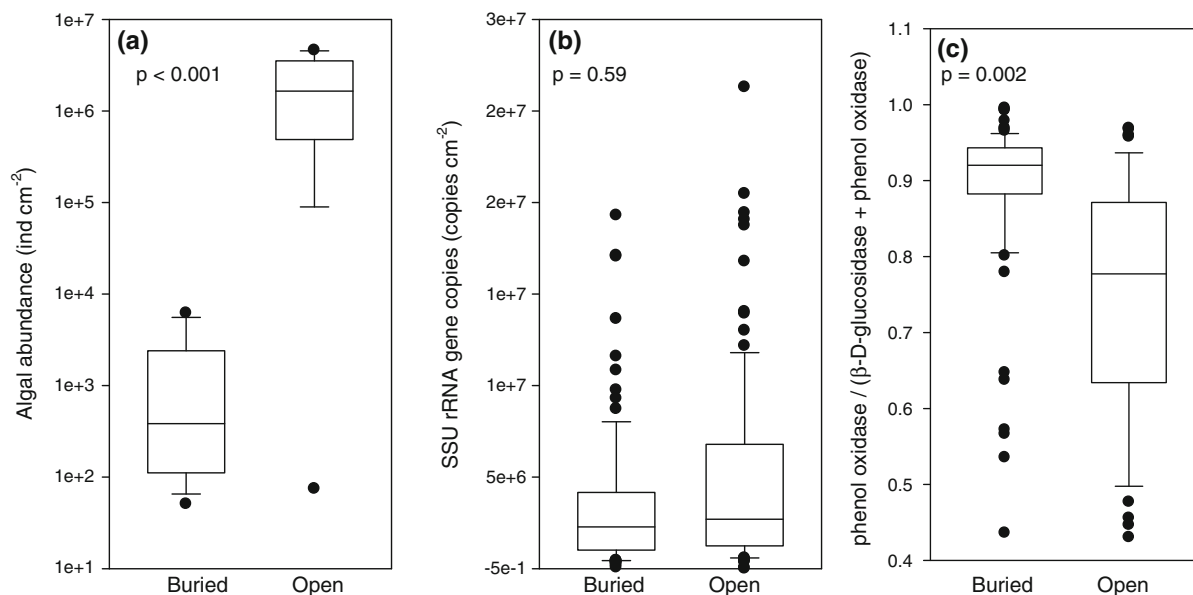 (a)
p < 0.001
Algal abundance (ind cm⁻²)
1e+7
1e+6
1e+5
1e+4
1e+3
1e+2
1e+1
Buried Open
(b)
p = 0.59
SSU rRNA gene copies (copies cm⁻²)
3e+7
2e+7
2e+7
1e+7
1e+7
5e+6
-5e-1
Buried Open
(c)
p = 0.002
phenol oxidase / (β-D-glucosidase + phenol oxidase)
1.1
1.0
0.9
0.8
0.7
0.6
0.5
0.4
Buried Open